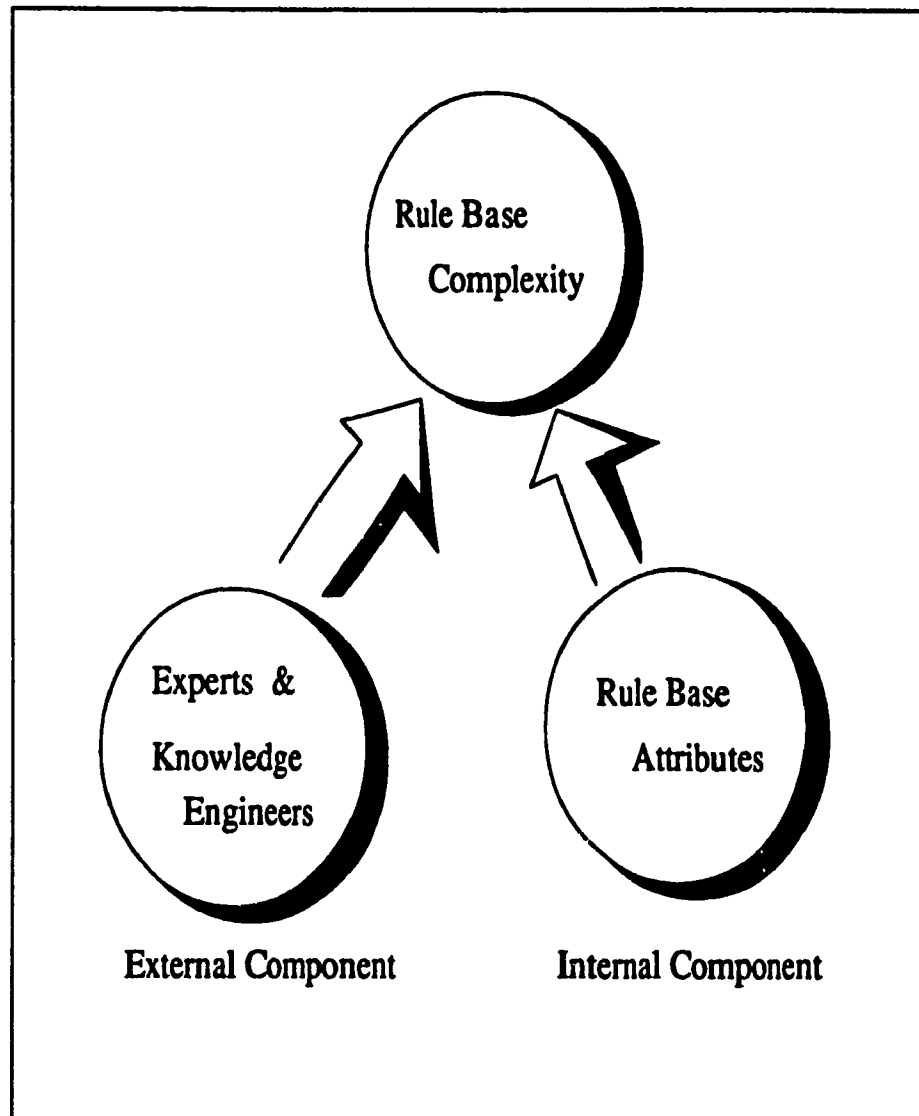 Rule Base
Complexity
Experts &
Knowledge
Engineers
Rule Base
Attributes
External Component
Internal Component